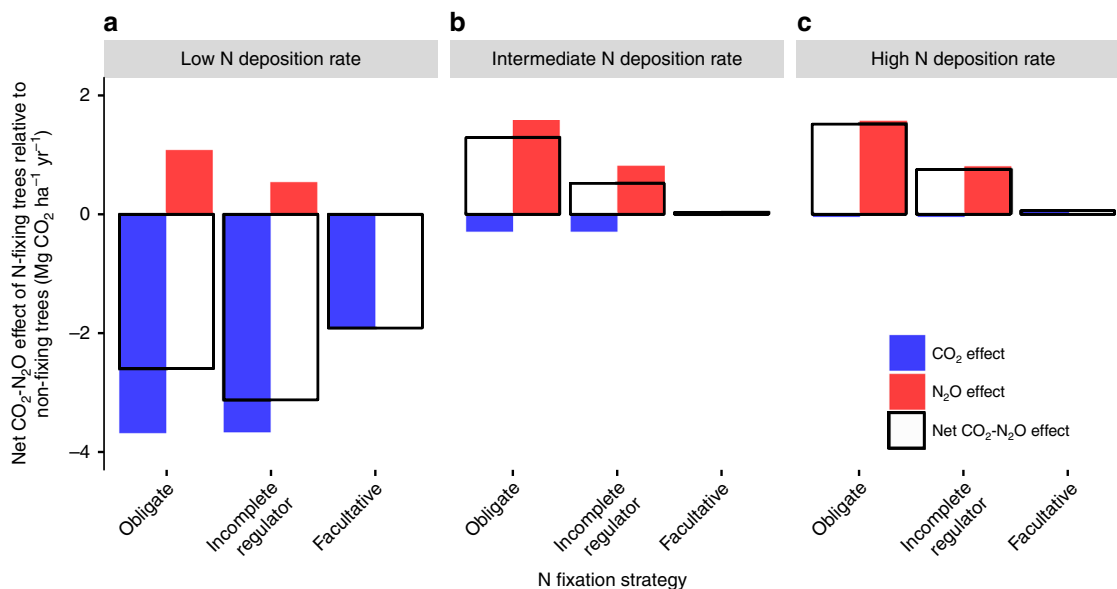 a
Low N deposition rate
b
Intermediate N deposition rate
c
High N deposition rate
Net CO₂-N₂O effect of N-fixing trees relative to
non-fixing trees (Mg CO₂ ha⁻¹ yr⁻¹)
2
0
−2
−4
CO₂ effect
N₂O effect
Net CO₂-N₂O effect
Obligate
Incomplete
regulator
Facultative
Obligate
Incomplete
regulator
Facultative
Obligate
Incomplete
regulator
Facultative
N fixation strategy